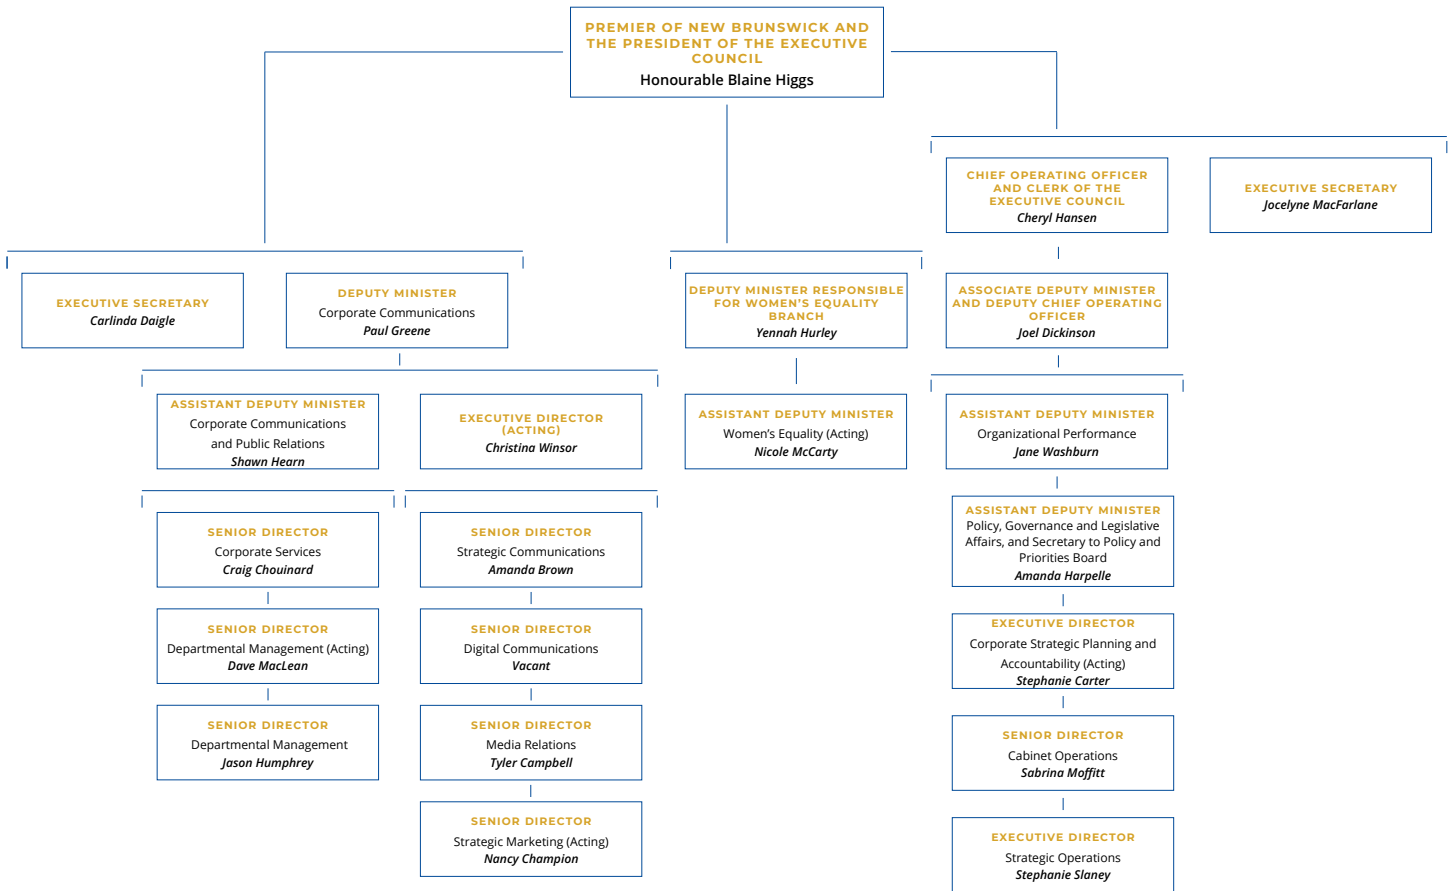 PREMIER OF NEW BRUNSWICK AND
THE PRESIDENT OF THE EXECUTIVE
COUNCIL
Honourable Blaine Higgs
CHIEF OPERATING OFFICER
AND CLERK OF THE
EXECUTIVE COUNCIL
Cheryl Hansen
EXECUTIVE SECRETARY
Jocelyne MacFarlane
EXECUTIVE SECRETARY
Carlinda Daigle
DEPUTY MINISTER
Corporate Communications
Paul Greene
DEPUTY MINISTER RESPONSIBLE
FOR WOMEN’S EQUALITY
BRANCH
Yennah Hurley
ASSOCIATE DEPUTY MINISTER
AND DEPUTY CHIEF OPERATING
OFFICER
Joel Dickinson
ASSISTANT DEPUTY MINISTER
Corporate Communications
and Public Relations
Shawn Hearn
EXECUTIVE DIRECTOR
(ACTING)
Christina Winsor
ASSISTANT DEPUTY MINISTER
Women’s Equality (Acting)
Nicole McCarty
ASSISTANT DEPUTY MINISTER
Organizational Performance
Jane Washburn
SENIOR DIRECTOR
Corporate Services
Craig Chouinard
SENIOR DIRECTOR
Strategic Communications
Amanda Brown
ASSISTANT DEPUTY MINISTER
Policy, Governance and Legislative
Affairs, and Secretary to Policy and
Priorities Board
Amanda Harpelle
SENIOR DIRECTOR
Departmental Management (Acting)
Dave MacLean
SENIOR DIRECTOR
Digital Communications
Vacant
EXECUTIVE DIRECTOR
Corporate Strategic Planning and
Accountability (Acting)
Stephanie Carter
SENIOR DIRECTOR
Departmental Management
Jason Humphrey
SENIOR DIRECTOR
Media Relations
Tyler Campbell
SENIOR DIRECTOR
Cabinet Operations
Sabrina Moffitt
SENIOR DIRECTOR
Strategic Marketing (Acting)
Nancy Champion
EXECUTIVE DIRECTOR
Strategic Operations
Stephanie Slaney